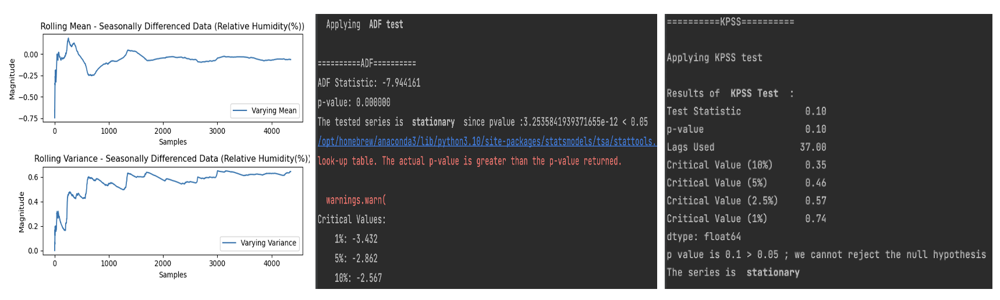 Rolling Mean - Seasonally Differenced Data (Relative Humidity(%))
Magnitude
0.00
−0.25
−0.50
−0.75
Varying Mean
0 1000 2000 3000 4000
Samples
Rolling Variance - Seasonally Differenced Data (Relative Humidity(%))
Magnitude
0.6
0.4
0.2
0.0
Varying Variance
0 1000 2000 3000 4000
Samples
Applying ADF test
==========ADF==========
ADF Statistic: -7.944161
p-value: 0.000000
The tested series is stationary since pvalue :3.2535841939371655e-12 < 0.05
/opt/homebrew/anaconda3/lib/python3.10/site-packages/statsmodels/tsa/stattools.
look-up table. The actual p-value is greater than the p-value returned.
warnings.warn(
Critical Values:
1%: -3.432
5%: -2.862
10%: -2.567
==========KPSS==========
Applying KPSS test
Results of KPSS Test :
Test Statistic 0.10
p-value 0.10
Lags Used 37.00
Critical Value (10%) 0.35
Critical Value (5%) 0.46
Critical Value (2.5%) 0.57
Critical Value (1%) 0.74
dtype: float64
p value is 0.1 > 0.05 ; we cannot reject the null hypothesis
The series is stationary